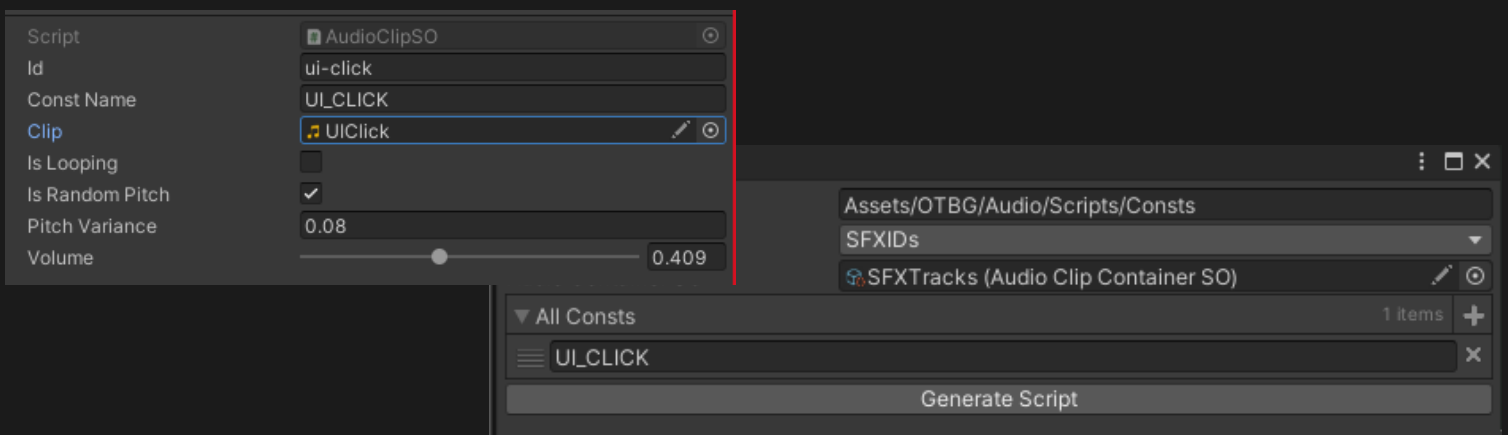 Script AudioClipSO
Id ui-click
Const Name UI_CLICK
Clip UIClick
Is Looping
Is Random Pitch
Pitch Variance 0.08
Volume 0.409
Assets/OTBG/Audio/Scripts/Consts
SFXIDs
SFXTracks (Audio Clip Container SO)
All Consts 1 items
UI_CLICK
Generate Script